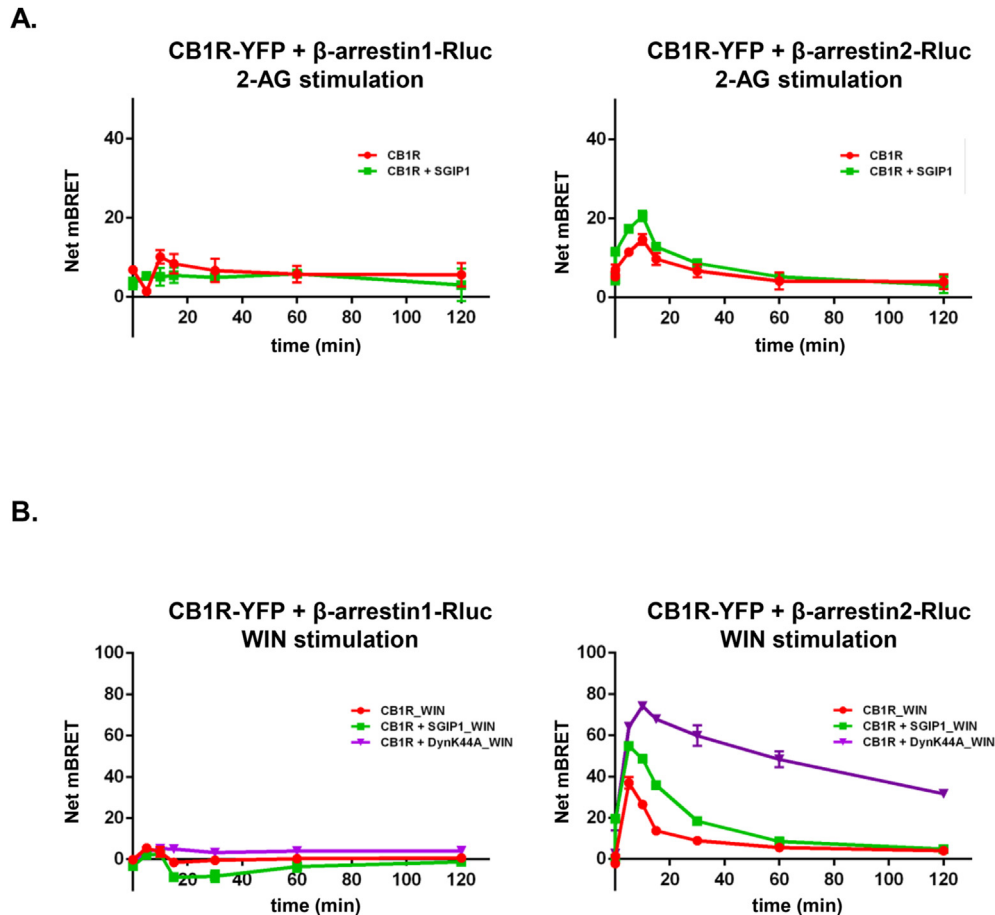 A.
CB1R-YFP + β-arrestin1-Rluc
2-AG stimulation
40
20
0
Net mBRET
CB1R
CB1R + SGIP1
20 40 60 80 100 120
time (min)
CB1R-YFP + β-arrestin2-Rluc
2-AG stimulation
40
20
0
Net mBRET
CB1R
CB1R + SGIP1
20 40 60 80 100 120
time (min)
B.
CB1R-YFP + β-arrestin1-Rluc
WIN stimulation
100
80
60
40
20
0
Net mBRET
CB1R_WIN
CB1R + SGIP1_WIN
CB1R + DynK44A_WIN
20 40 60 80 100 120
time (min)
CB1R-YFP + β-arrestin2-Rluc
WIN stimulation
100
80
60
40
20
0
Net mBRET
CB1R_WIN
CB1R + SGIP1_WIN
CB1R + DynK44A_WIN
20 40 60 80 100 120
time (min)